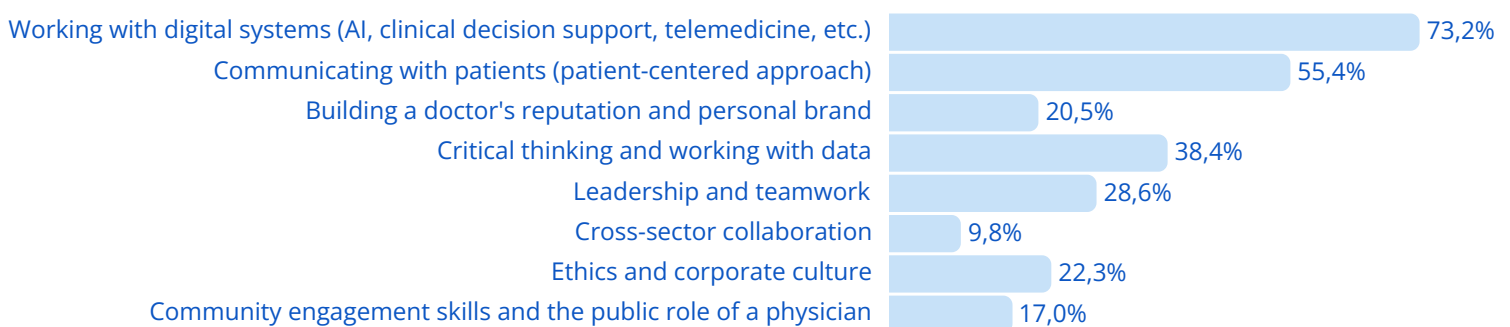 Working with digital systems (AI, clinical decision support, telemedicine, etc.) 73,2%
Communicating with patients (patient-centered approach) 55,4%
Building a doctor's reputation and personal brand 20,5%
Critical thinking and working with data 38,4%
Leadership and teamwork 28,6%
Cross-sector collaboration 9,8%
Ethics and corporate culture 22,3%
Community engagement skills and the public role of a physician 17,0%